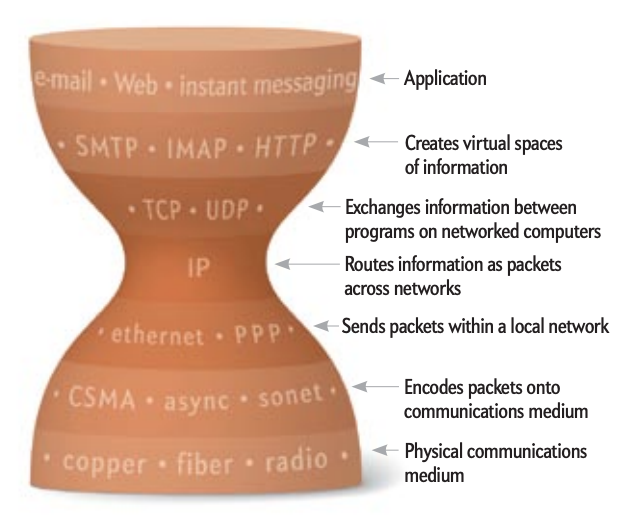 e-mail • Web • instant messaging
Application
• SMTP • IMAP • HTTP •
Creates virtual spaces
of information
• TCP • UDP •
Exchanges information between
programs on networked computers
IP
Routes information as packets
across networks
• ethernet • PPP •
Sends packets within a local network
• CSMA • async • sonet •
Encodes packets onto
communications medium
• copper • fiber • radio •
Physical communications
medium